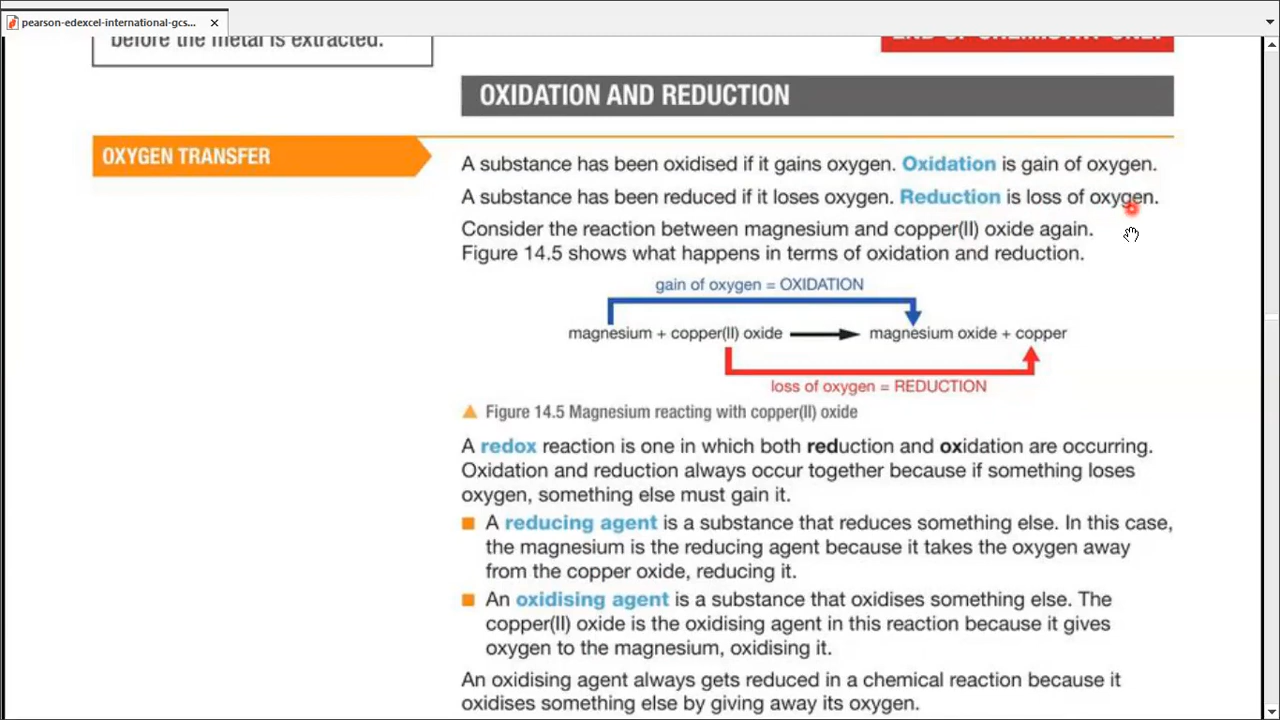 pearson-edexcel-international-gcs...
before the metal is extracted.
END OF CHEMISTRY ONLY
OXIDATION AND REDUCTION
OXYGEN TRANSFER
A substance has been oxidised if it gains oxygen. Oxidation is gain of oxygen.
A substance has been reduced if it loses oxygen. Reduction is loss of oxygen.
Consider the reaction between magnesium and copper(II) oxide again.
Figure 14.5 shows what happens in terms of oxidation and reduction.
gain of oxygen = OXIDATION
magnesium + copper(II) oxide magnesium oxide + copper
loss of oxygen = REDUCTION
Figure 14.5 Magnesium reacting with copper(II) oxide
A redox reaction is one in which both reduction and oxidation are occurring.
Oxidation and reduction always occur together because if something loses
oxygen, something else must gain it.
A reducing agent is a substance that reduces something else. In this case,
the magnesium is the reducing agent because it takes the oxygen away
from the copper oxide, reducing it.
An oxidising agent is a substance that oxidises something else. The
copper(II) oxide is the oxidising agent in this reaction because it gives
oxygen to the magnesium, oxidising it.
An oxidising agent always gets reduced in a chemical reaction because it
oxidises something else by giving away its oxygen.